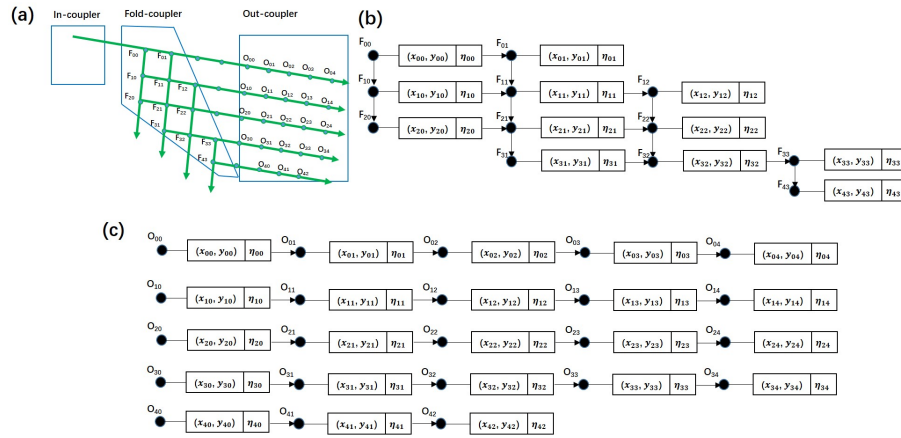 (a)
In-coupler Fold-coupler Out-coupler
F₀₀ F₀₁ O₀₀ O₀₁ O₀₂ O₀₃ O₀₄
F₁₀ F₁₁ F₁₂ O₁₀ O₁₁ O₁₂ O₁₃ O₁₄
F₂₀ F₂₁ F₂₂ O₂₀ O₂₁ O₂₂ O₂₃ O₂₄
F₃₁ F₃₃ O₃₀ O₃₁ O₃₂ O₃₃ O₃₄
F₄₃ O₄₀ O₄₁ O₄₂
(b)
F₀₀ (x₀₀, y₀₀) η₀₀ F₀₁ (x₀₁, y₀₁) η₀₁
F₁₀ (x₁₀, y₁₀) η₁₀ F₁₁ (x₁₁, y₁₁) η₁₁ F₁₂ (x₁₂, y₁₂) η₁₂
F₂₀ (x₂₀, y₂₀) η₂₀ F₂₁ (x₂₁, y₂₁) η₂₁ F₂₂ (x₂₂, y₂₂) η₂₂
F₃₁ (x₃₁, y₃₁) η₃₁ F₃₂ (x₃₂, y₃₂) η₃₂ F₃₃ (x₃₃, y₃₃) η₃₃
F₄₃ (x₄₃, y₄₃) η₄₃
(c)
O₀₀ (x₀₀, y₀₀) η₀₀ O₀₁ (x₀₁, y₀₁) η₀₁ O₀₂ (x₀₂, y₀₂) η₀₂ O₀₃ (x₀₃, y₀₃) η₀₃ O₀₄ (x₀₄, y₀₄) η₀₄
O₁₀ (x₁₀, y₁₀) η₁₀ O₁₁ (x₁₁, y₁₁) η₁₁ O₁₂ (x₁₂, y₁₂) η₁₂ O₁₃ (x₁₃, y₁₃) η₁₃ O₁₄ (x₁₄, y₁₄) η₁₄
O₂₀ (x₂₀, y₂₀) η₂₀ O₂₁ (x₂₁, y₂₁) η₂₁ O₂₂ (x₂₂, y₂₂) η₂₂ O₂₃ (x₂₃, y₂₃) η₂₃ O₂₄ (x₂₄, y₂₄) η₂₄
O₃₀ (x₃₀, y₃₀) η₃₀ O₃₁ (x₃₁, y₃₁) η₃₁ O₃₂ (x₃₂, y₃₂) η₃₂ O₃₃ (x₃₃, y₃₃) η₃₃ O₃₄ (x₃₄, y₃₄) η₃₄
O₄₀ (x₄₀, y₄₀) η₄₀ O₄₁ (x₄₁, y₄₁) η₄₁ O₄₂ (x₄₂, y₄₂) η₄₂